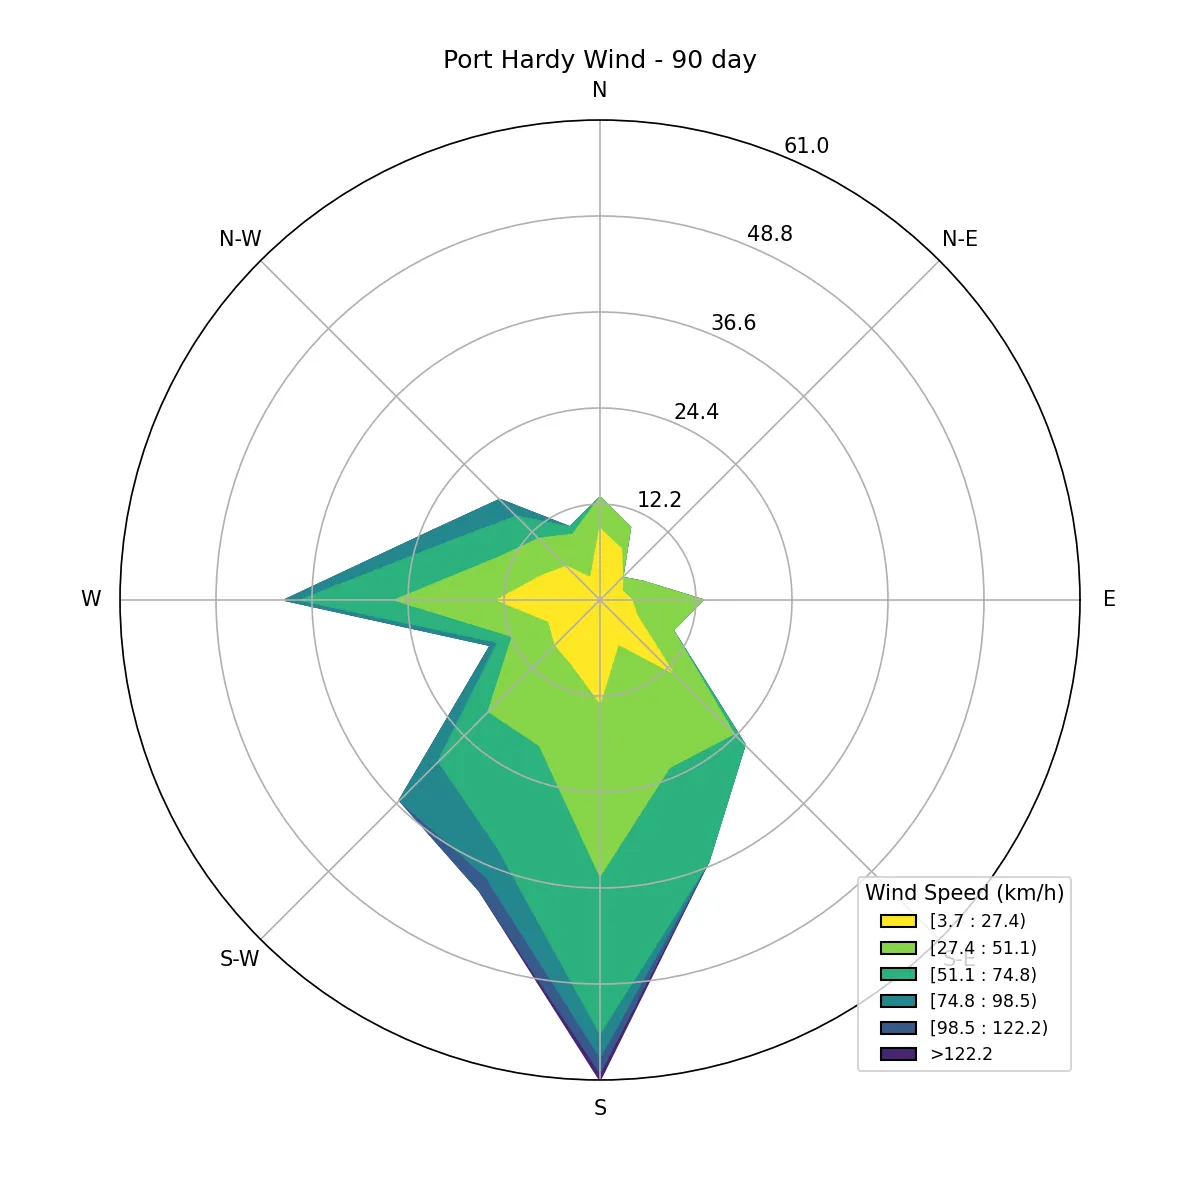 Port Hardy Wind - 90 day
N
61.0
N-W
48.8
N-E
36.6
24.4
12.2
W
E
Wind Speed (km/h)
[3.7 : 27.4)
[27.4 : 51.1)
S-W
S-E
[51.1 : 74.8)
[74.8 : 98.5)
[98.5 : 122.2)
>122.2
S